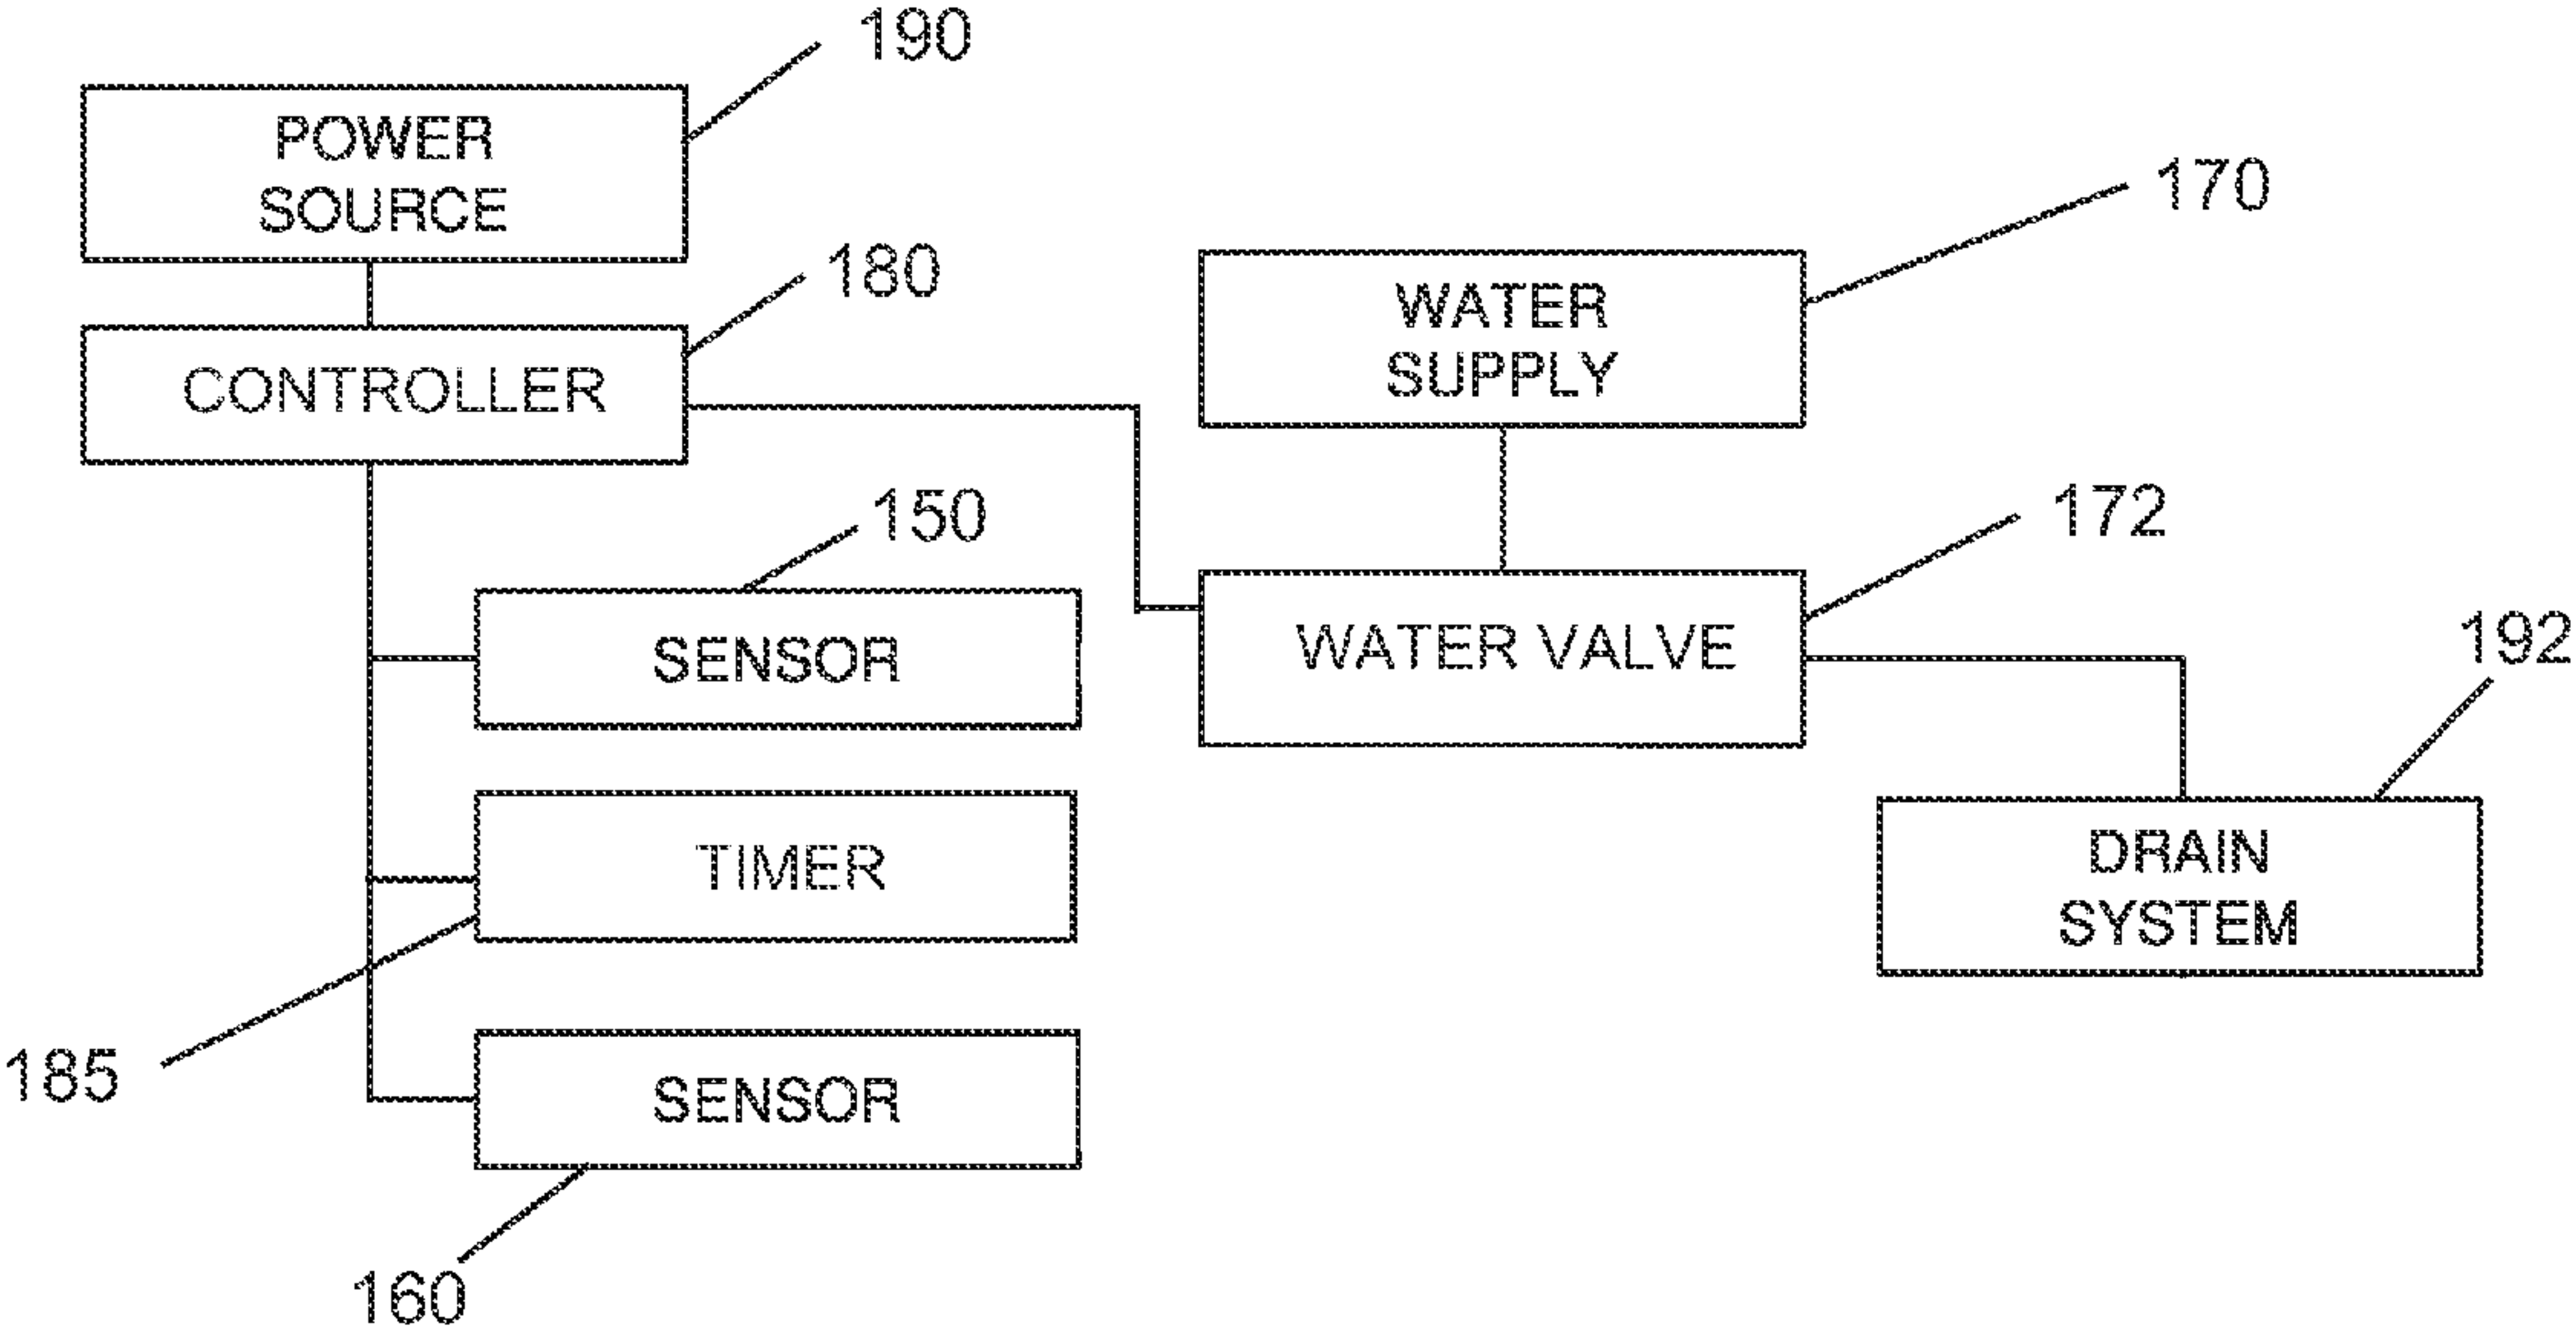 190
POWER
SOURCE
180
CONTROLLER
170
WATER
SUPPLY
150
SENSOR
172
WATER VALVE
192
TIMER
185
DRAIN
SYSTEM
SENSOR
160